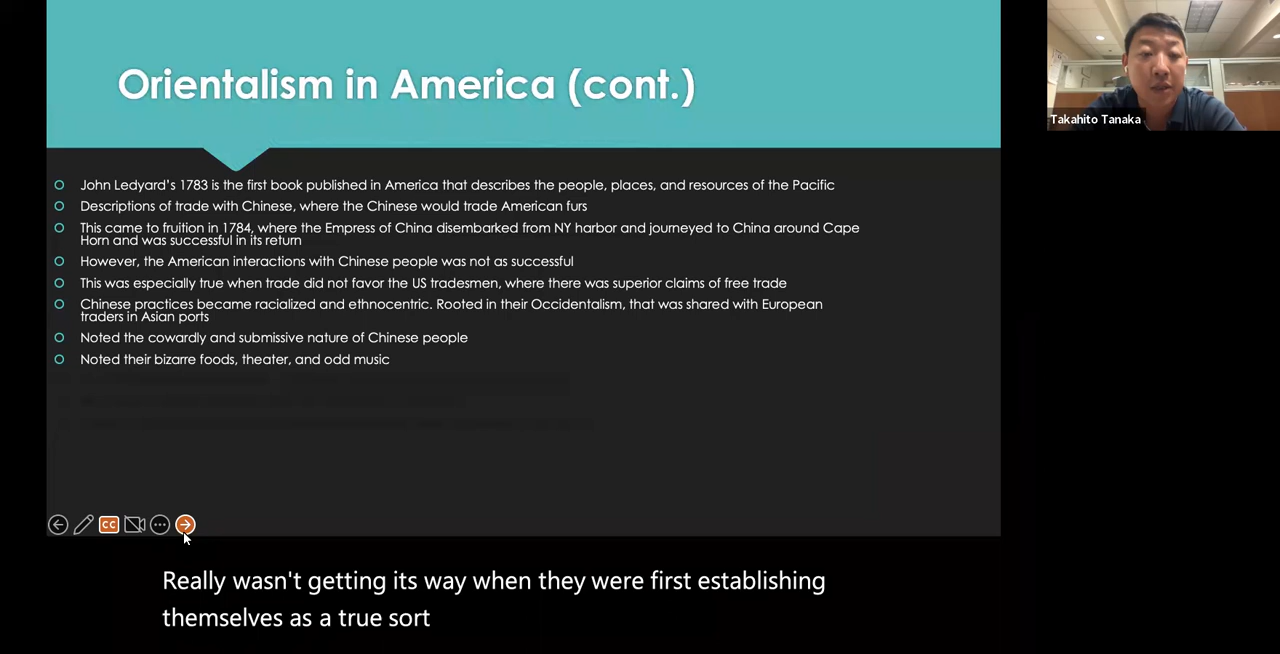 Orientalism in America (cont.)
John Ledyard's 1783 is the first book published in America that describes the people, places, and resources of the Pacific
Descriptions of trade with Chinese, where the Chinese would trade American furs
This came to fruition in 1784, where the Empress of China disembarked from NY harbor and journeyed to China around Cape
Horn and was successful in its return
However, the American interactions with Chinese people was not as successful
This was especially true when trade did not favor the US tradesmen, where there was superior claims of free trade
Chinese practices became racialized and ethnocentric. Rooted in their Occidentalism, that was shared with European
traders in Asian ports
Noted the cowardly and submissive nature of Chinese people
Noted their bizarre foods, theater, and odd music
CC
Really wasn't getting its way when they were first establishing
themselves as a true sort
Takahito Tanaka